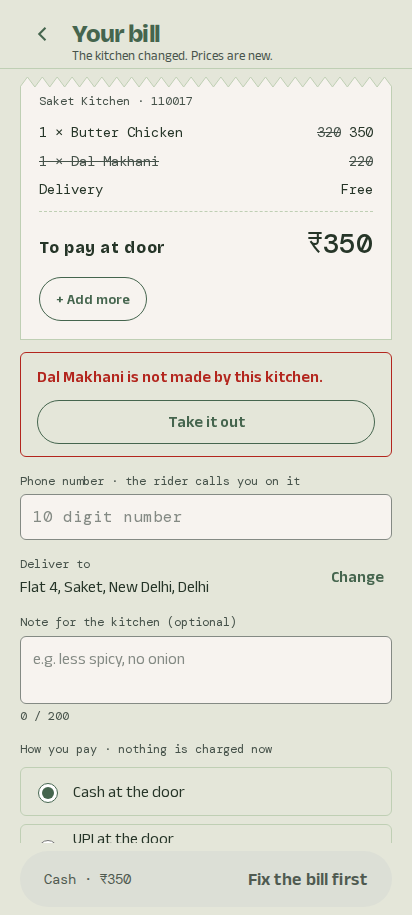 Your bill
The kitchen changed. Prices are new.
Saket Kitchen · 110017
1 × Butter Chicken 320 350
1 × Dal Makhani 220
Delivery Free
To pay at door ₹350
+ Add more
Dal Makhani is not made by this kitchen.
Take it out
Phone number · the rider calls you on it
10 digit number
Deliver to
Flat 4, Saket, New Delhi, Delhi
Change
Note for the kitchen (optional)
e.g. less spicy, no onion
0 / 200
How you pay · nothing is charged now
Cash at the door
UPI at the door
Cash · ₹350 Fix the bill first